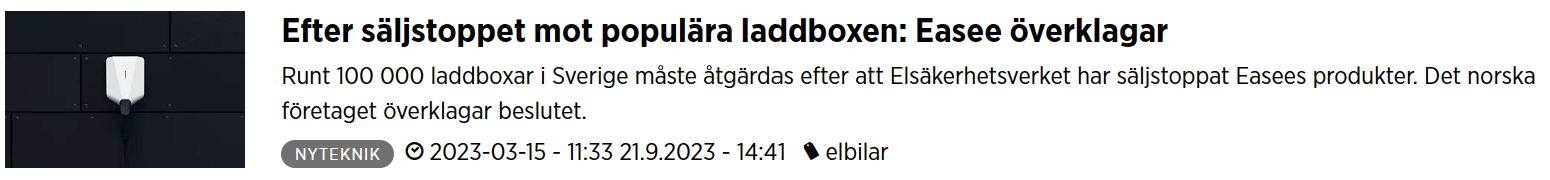 Efter säljstoppet mot populära laddboxen: Easee överklagar
Runt 100 000 laddboxar i Sverige måste åtgärdas efter att Elsäkerhetsverket har säljstoppat Easees produkter. Det norska
företaget överklagar beslutet.
NYTEKNIK 2023-03-15 - 11:33 21.9.2023 - 14:41 elbilar